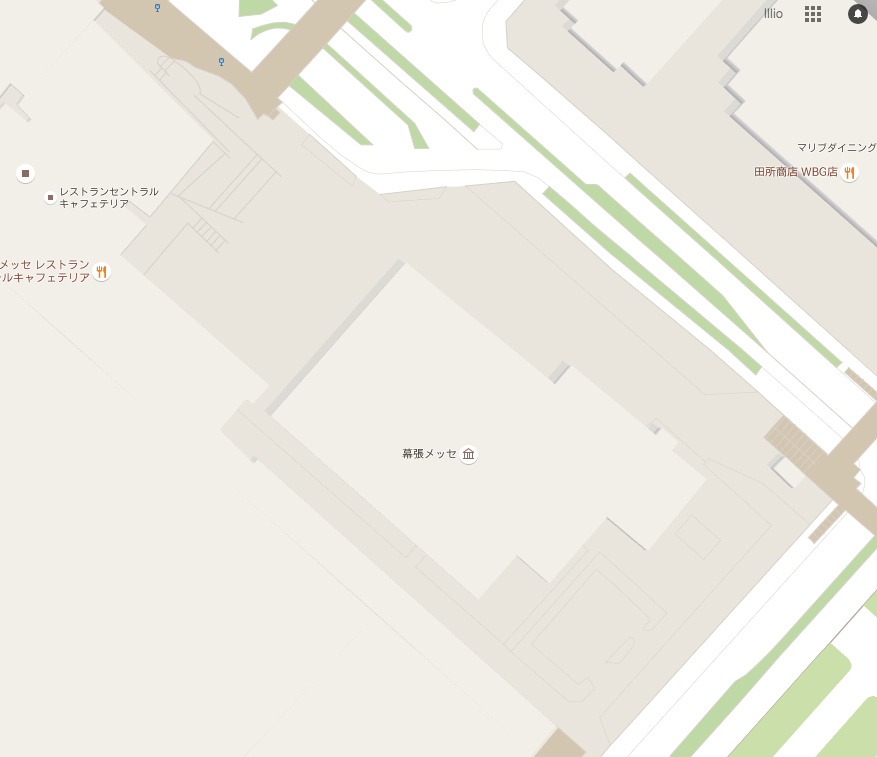 lllio
マリブダイニング
田所商店 WBG店
レストランセントラル
キャフェテリア
メッセ レストラン
ルキャフェテリア
幕張メッセ